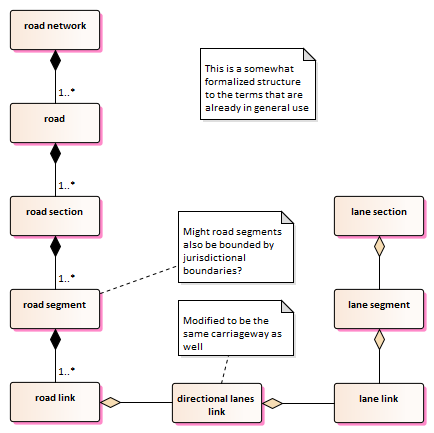 road network
This is a somewhat
formalized structure
to the terms that are
already in general use
1..*
road
1..*
road section
lane section
Might road segments
also be bounded by
jurisdictional
boundaries?
1..*
road segment
lane segment
Modified to be the
same carriageway as
well
1..*
road link
directional lanes
link
lane link